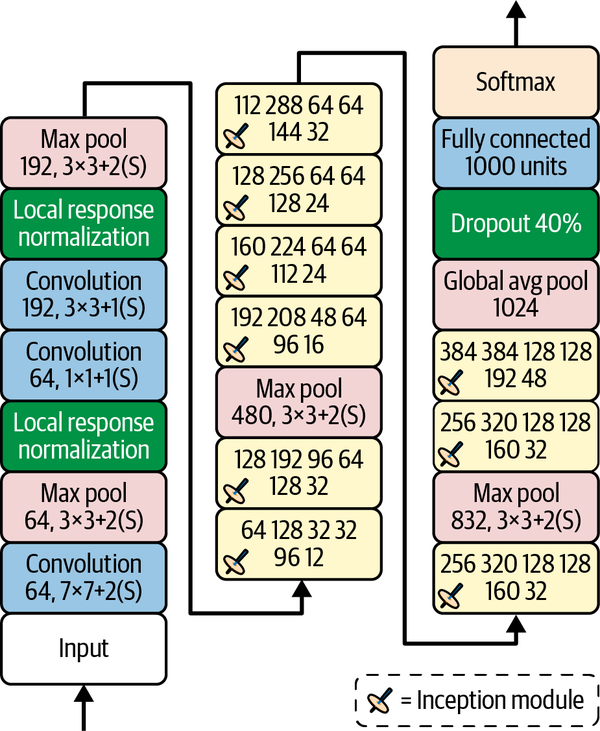 Max pool
192, 3×3+2(S)
Local response
normalization
Convolution
192, 3×3+1(S)
Convolution
64, 1×1+1(S)
Local response
normalization
Max pool
64, 3×3+2(S)
Convolution
64, 7×7+2(S)
Input
112 288 64 64
144 32
128 256 64 64
128 24
160 224 64 64
112 24
192 208 48 64
96 16
Max pool
480, 3×3+2(S)
128 192 96 64
128 32
64 128 32 32
96 12
Softmax
Fully connected
1000 units
Dropout 40%
Global avg pool
1024
384 384 128 128
192 48
256 320 128 128
160 32
Max pool
832, 3×3+2(S)
256 320 128 128
160 32
= Inception module